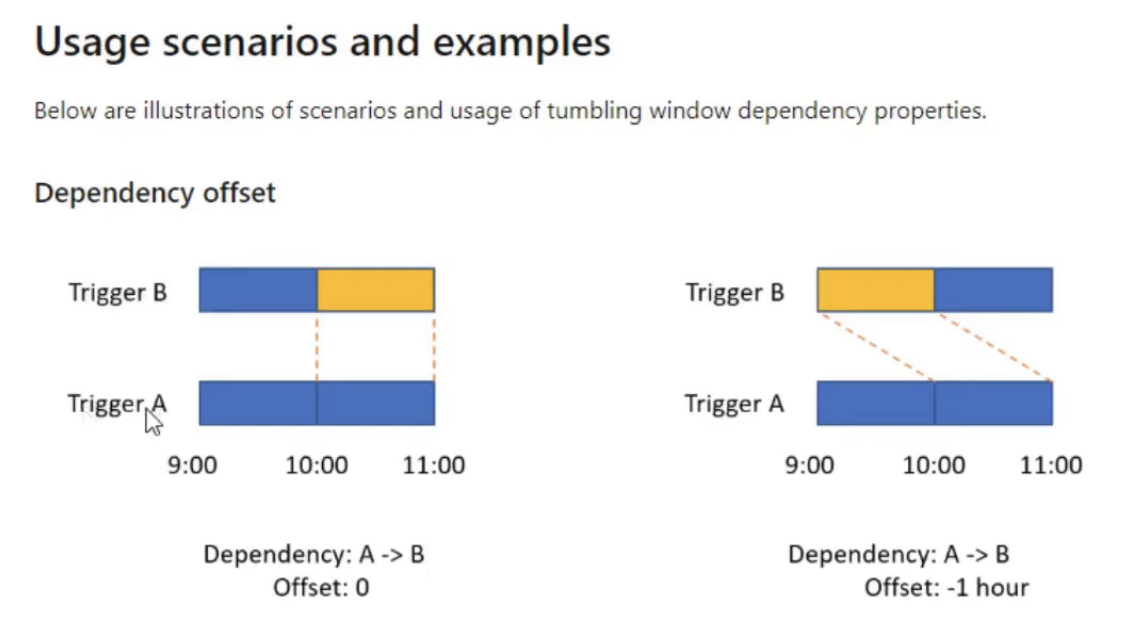 Usage scenarios and examples
Below are illustrations of scenarios and usage of tumbling window dependency properties.
Dependency offset
Trigger B
Trigger A
9:00 10:00 11:00
Dependency: A -> B
Offset: 0
Trigger B
Trigger A
9:00 10:00 11:00
Dependency: A -> B
Offset: -1 hour